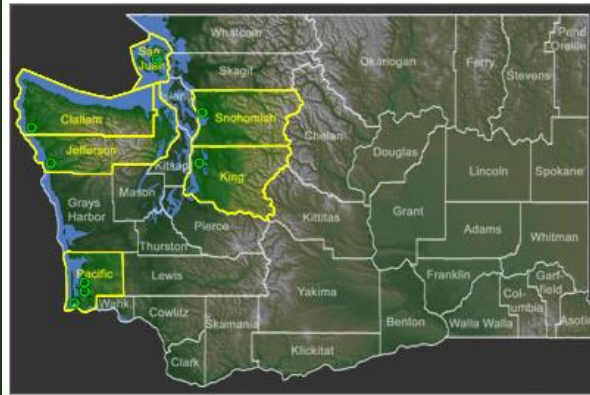 Whatcom
San
Juan
Skagit
Island
Okanogan
Ferry
Stevens
Pend
Oreille
Clallam
Snohomish
Chelan
Jefferson
Kitsap
King
Douglas
Lincoln
Spokane
Grays
Harbor
Mason
Kittitas
Grant
Adams
Whitman
Pierce
Thurston
Pacific
Lewis
Yakima
Franklin
Gar-
field
Wahk.
Cowlitz
Skamania
Benton
Walla Walla
Col-
umbia
Asotin
Klickitat
Clark